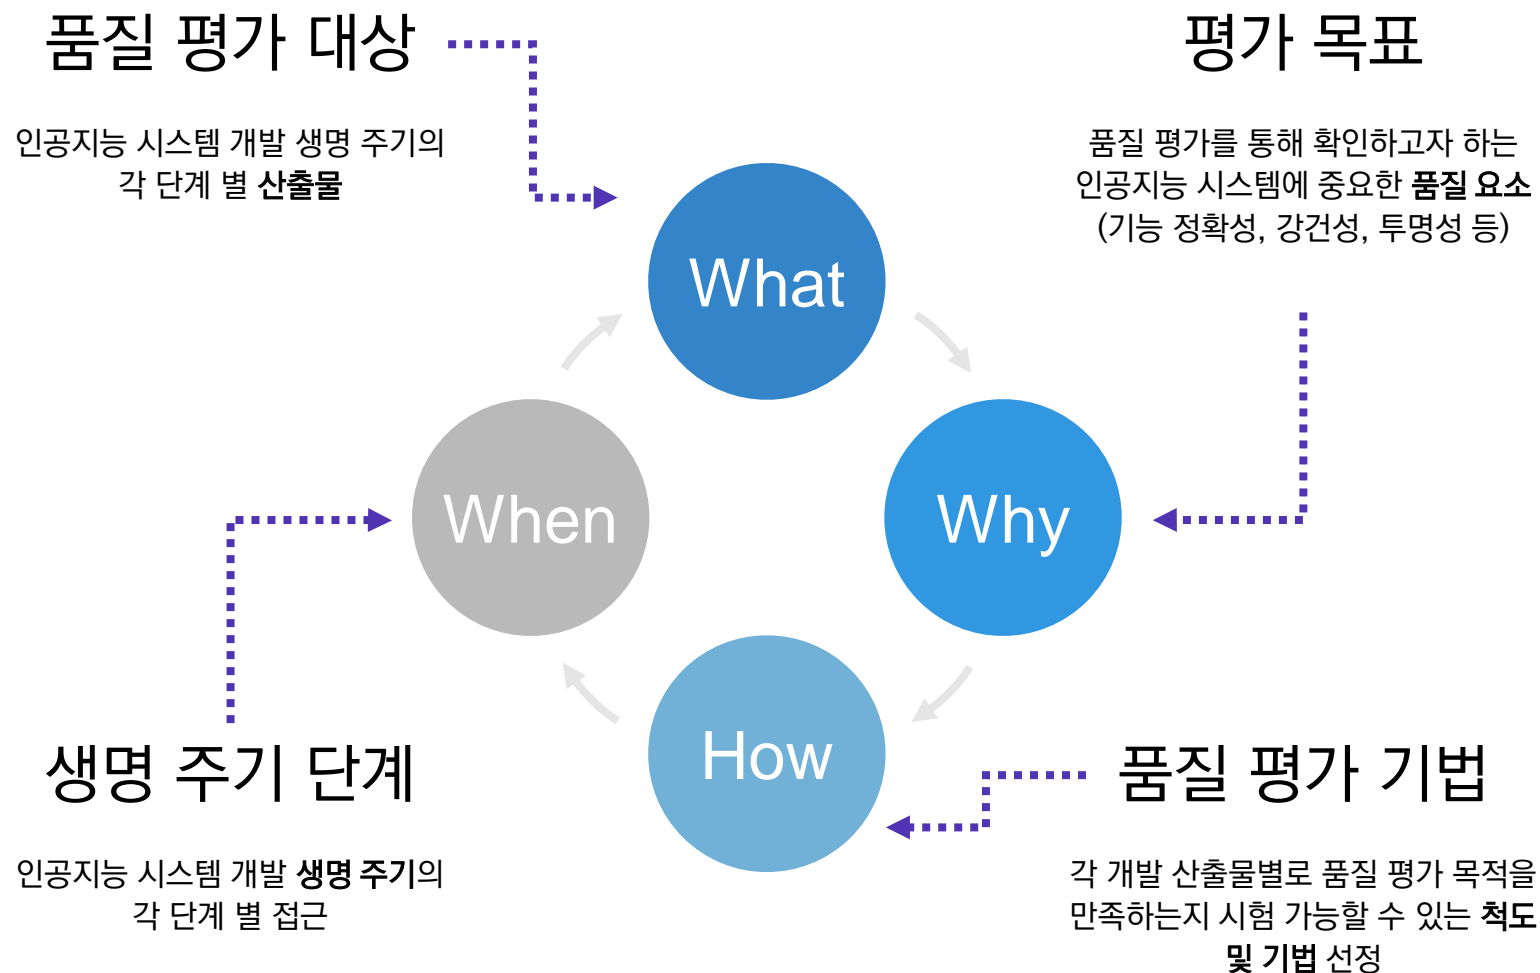 품질 평가 대상
인공지능 시스템 개발 생명 주기의
각 단계 별 산출물
평가 목표
품질 평가를 통해 확인하고자 하는
인공지능 시스템에 중요한 품질 요소
(기능 정확성, 강건성, 투명성 등)
What
When
Why
How
생명 주기 단계
인공지능 시스템 개발 생명 주기의
각 단계 별 접근
품질 평가 기법
각 개발 산출물별로 품질 평가 목적을
만족하는지 시험 가능할 수 있는 척도
및 기법 선정